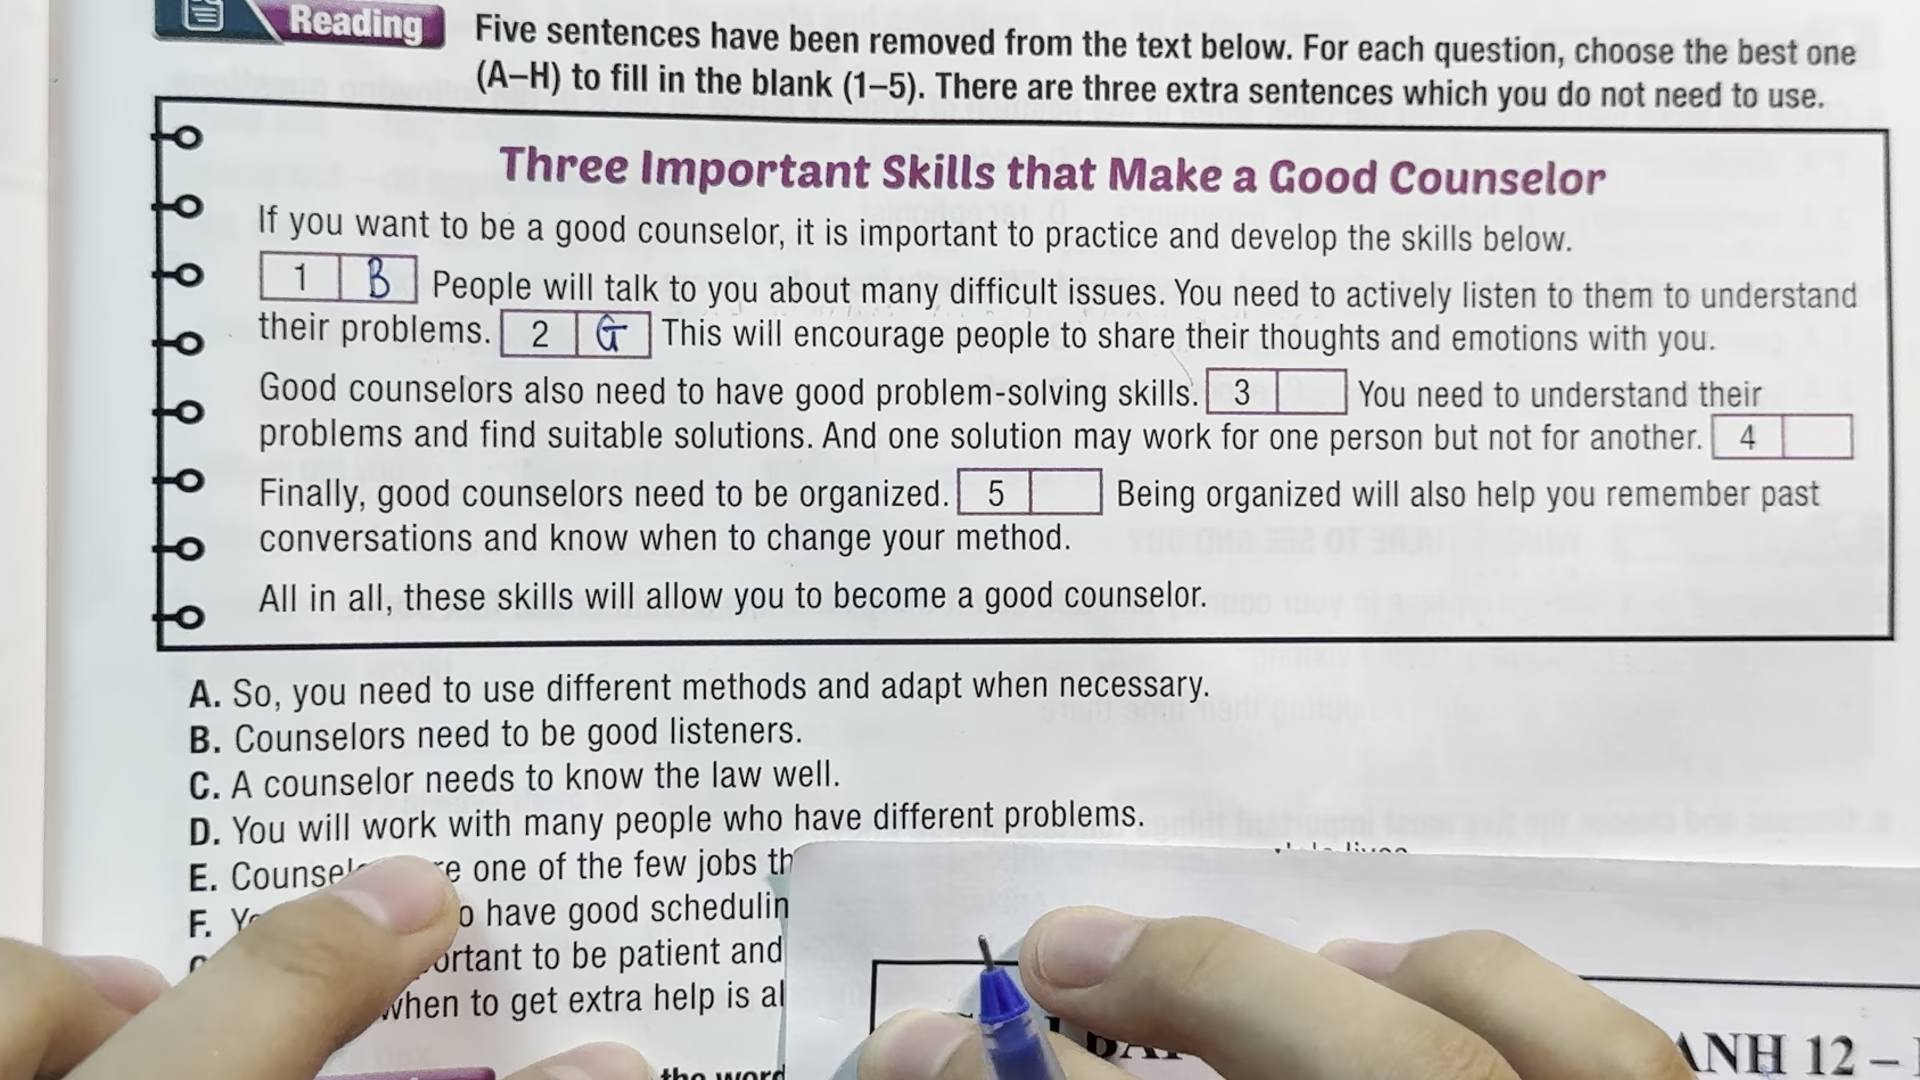 Reading
Five sentences have been removed from the text below. For each question, choose the best one
(A–H) to fill in the blank (1–5). There are three extra sentences which you do not need to use.
Three Important Skills that Make a Good Counselor
If you want to be a good counselor, it is important to practice and develop the skills below.
1 B People will talk to you about many difficult issues. You need to actively listen to them to understand
their problems. 2 G This will encourage people to share their thoughts and emotions with you.
Good counselors also need to have good problem-solving skills. 3 You need to understand their
problems and find suitable solutions. And one solution may work for one person but not for another. 4
Finally, good counselors need to be organized. 5 Being organized will also help you remember past
conversations and know when to change your method.
All in all, these skills will allow you to become a good counselor.
A. So, you need to use different methods and adapt when necessary.
B. Counselors need to be good listeners.
C. A counselor needs to know the law well.
D. You will work with many people who have different problems.
E. one of the few jobs
F. have good
to be patient and
when to get extra help is
the word
ANH 12 –